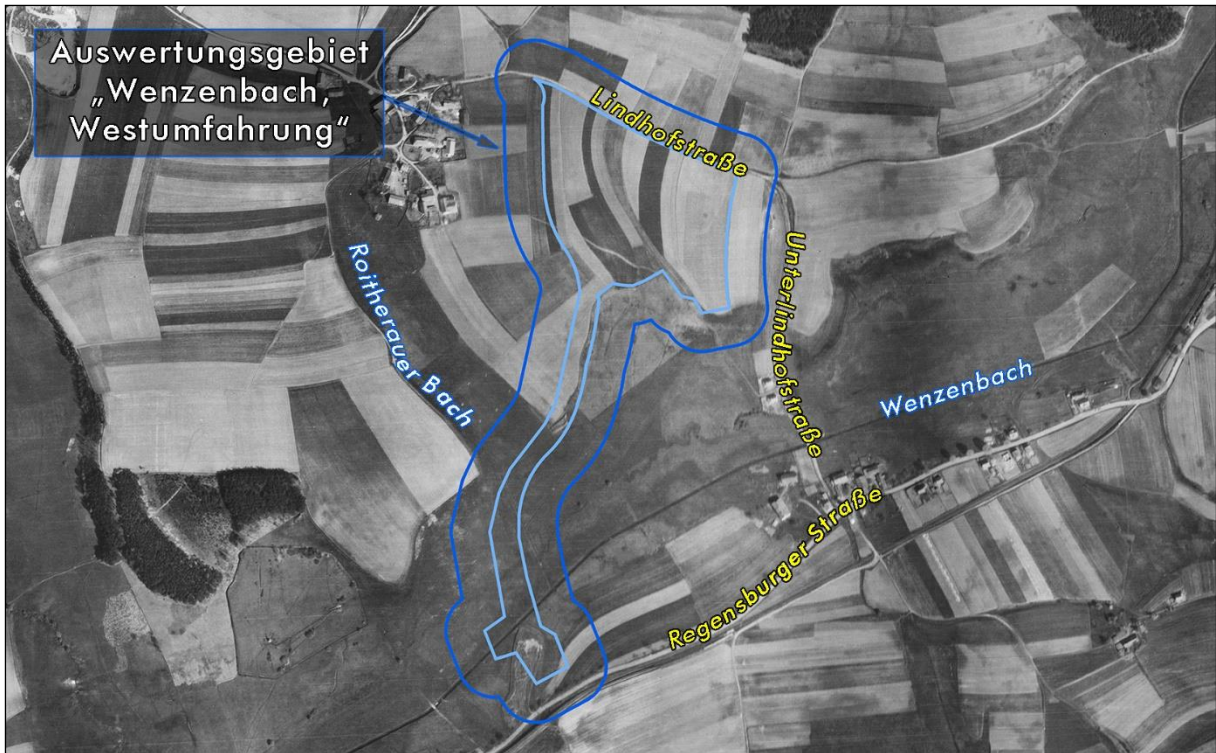 Auswertungsgebiet
„Wenzenbach,
Westumfahrung“
Lindhofstraße
Unterlindhofstraße
Roitherauer Bach
Wenzenbach
Regensburger Straße